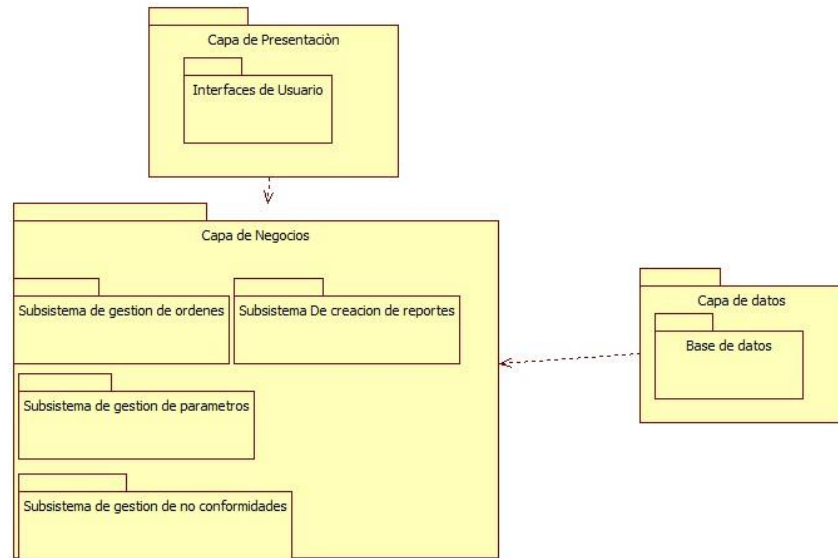 Capa de Presentaciòn
Interfaces de Usuario
Capa de Negocios
Subsistema de gestion de ordenes
Subsistema De creacion de reportes
Subsistema de gestion de parametros
Subsistema de gestion de no conformidades
Capa de datos
Base de datos